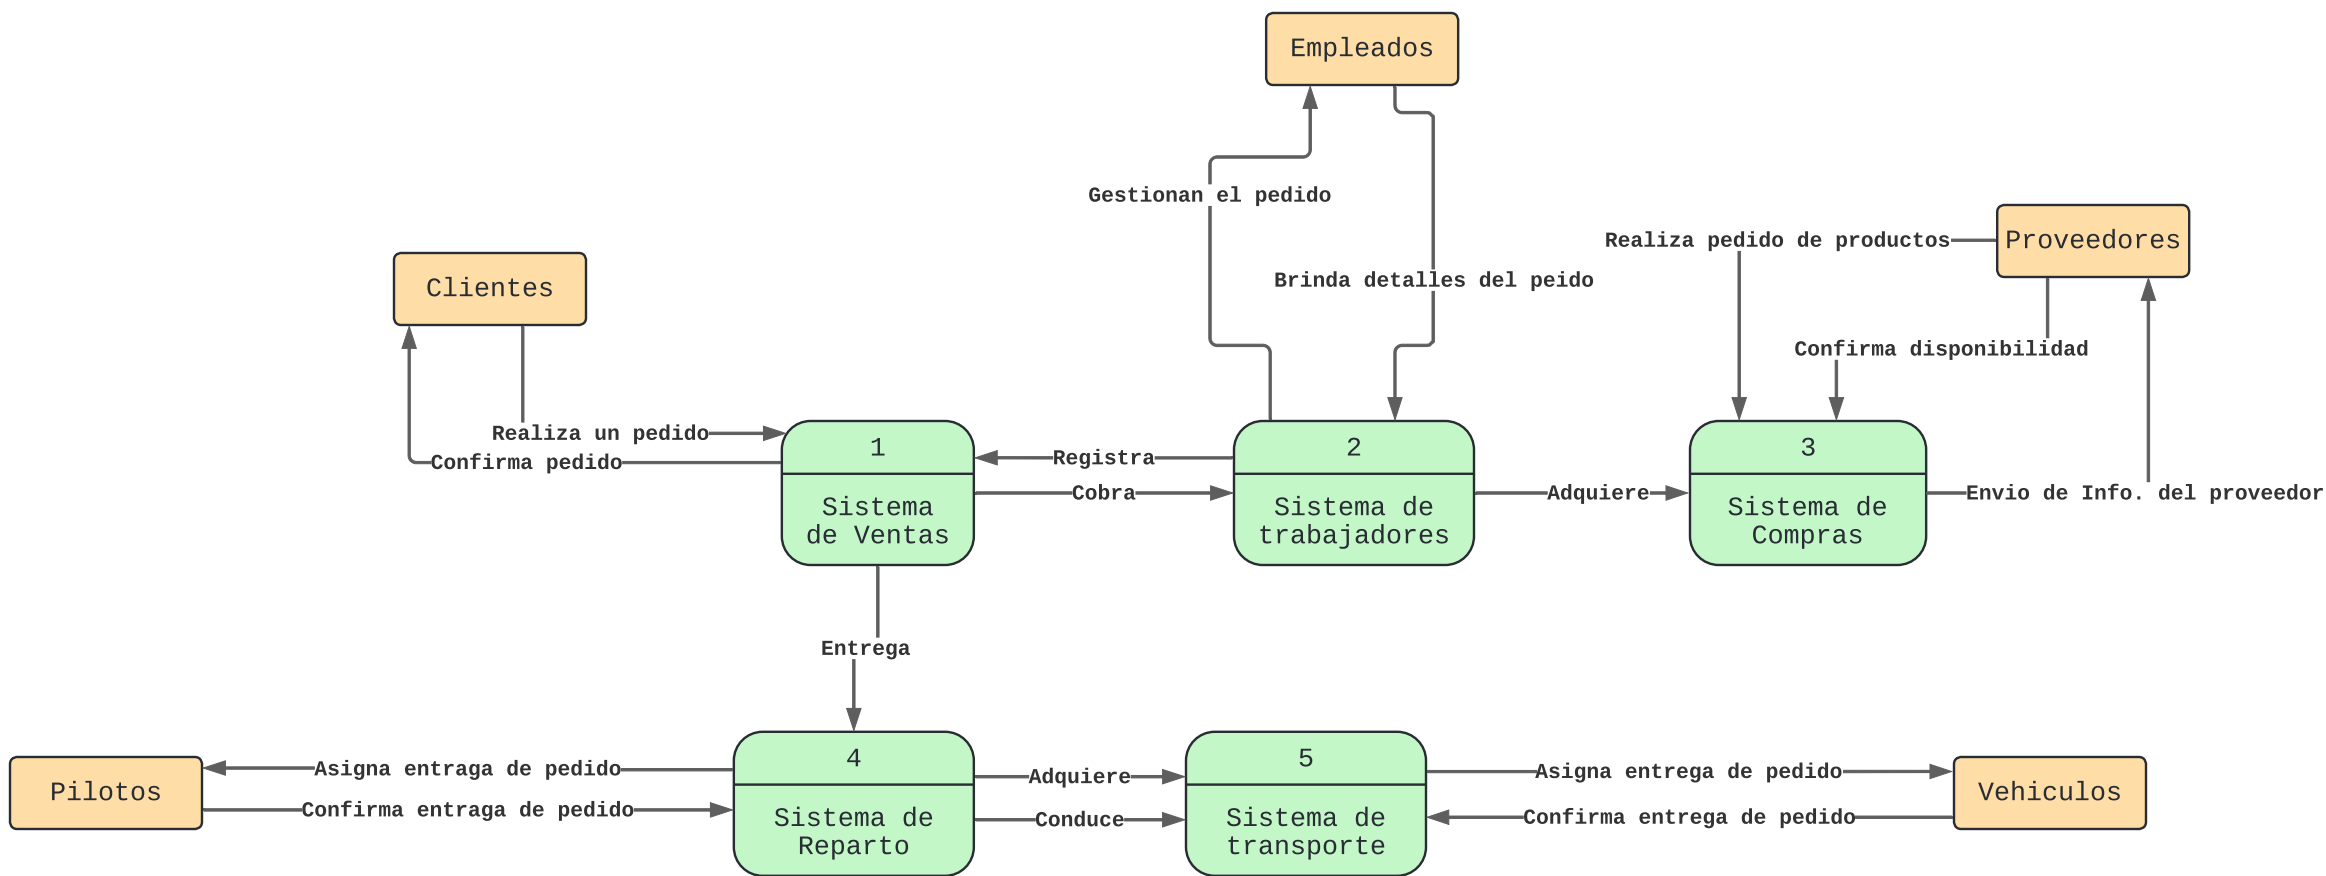 Empleados
Gestionan el pedido
Realiza pedido de productos
Proveedores
Clientes
Brinda detalles del peido
Confirma disponibilidad
Realiza un pedido
Confirma pedido
1
Sistema
de Ventas
Registra
Cobra
2
Sistema de
trabajadores
Adquiere
3
Sistema de
Compras
Envio de Info. del proveedor
Entrega
Pilotos
Asigna entraga de pedido
Confirma entraga de pedido
4
Sistema de
Reparto
Adquiere
Conduce
5
Sistema de
transporte
Asigna entrega de pedido
Confirma entrega de pedido
Vehiculos